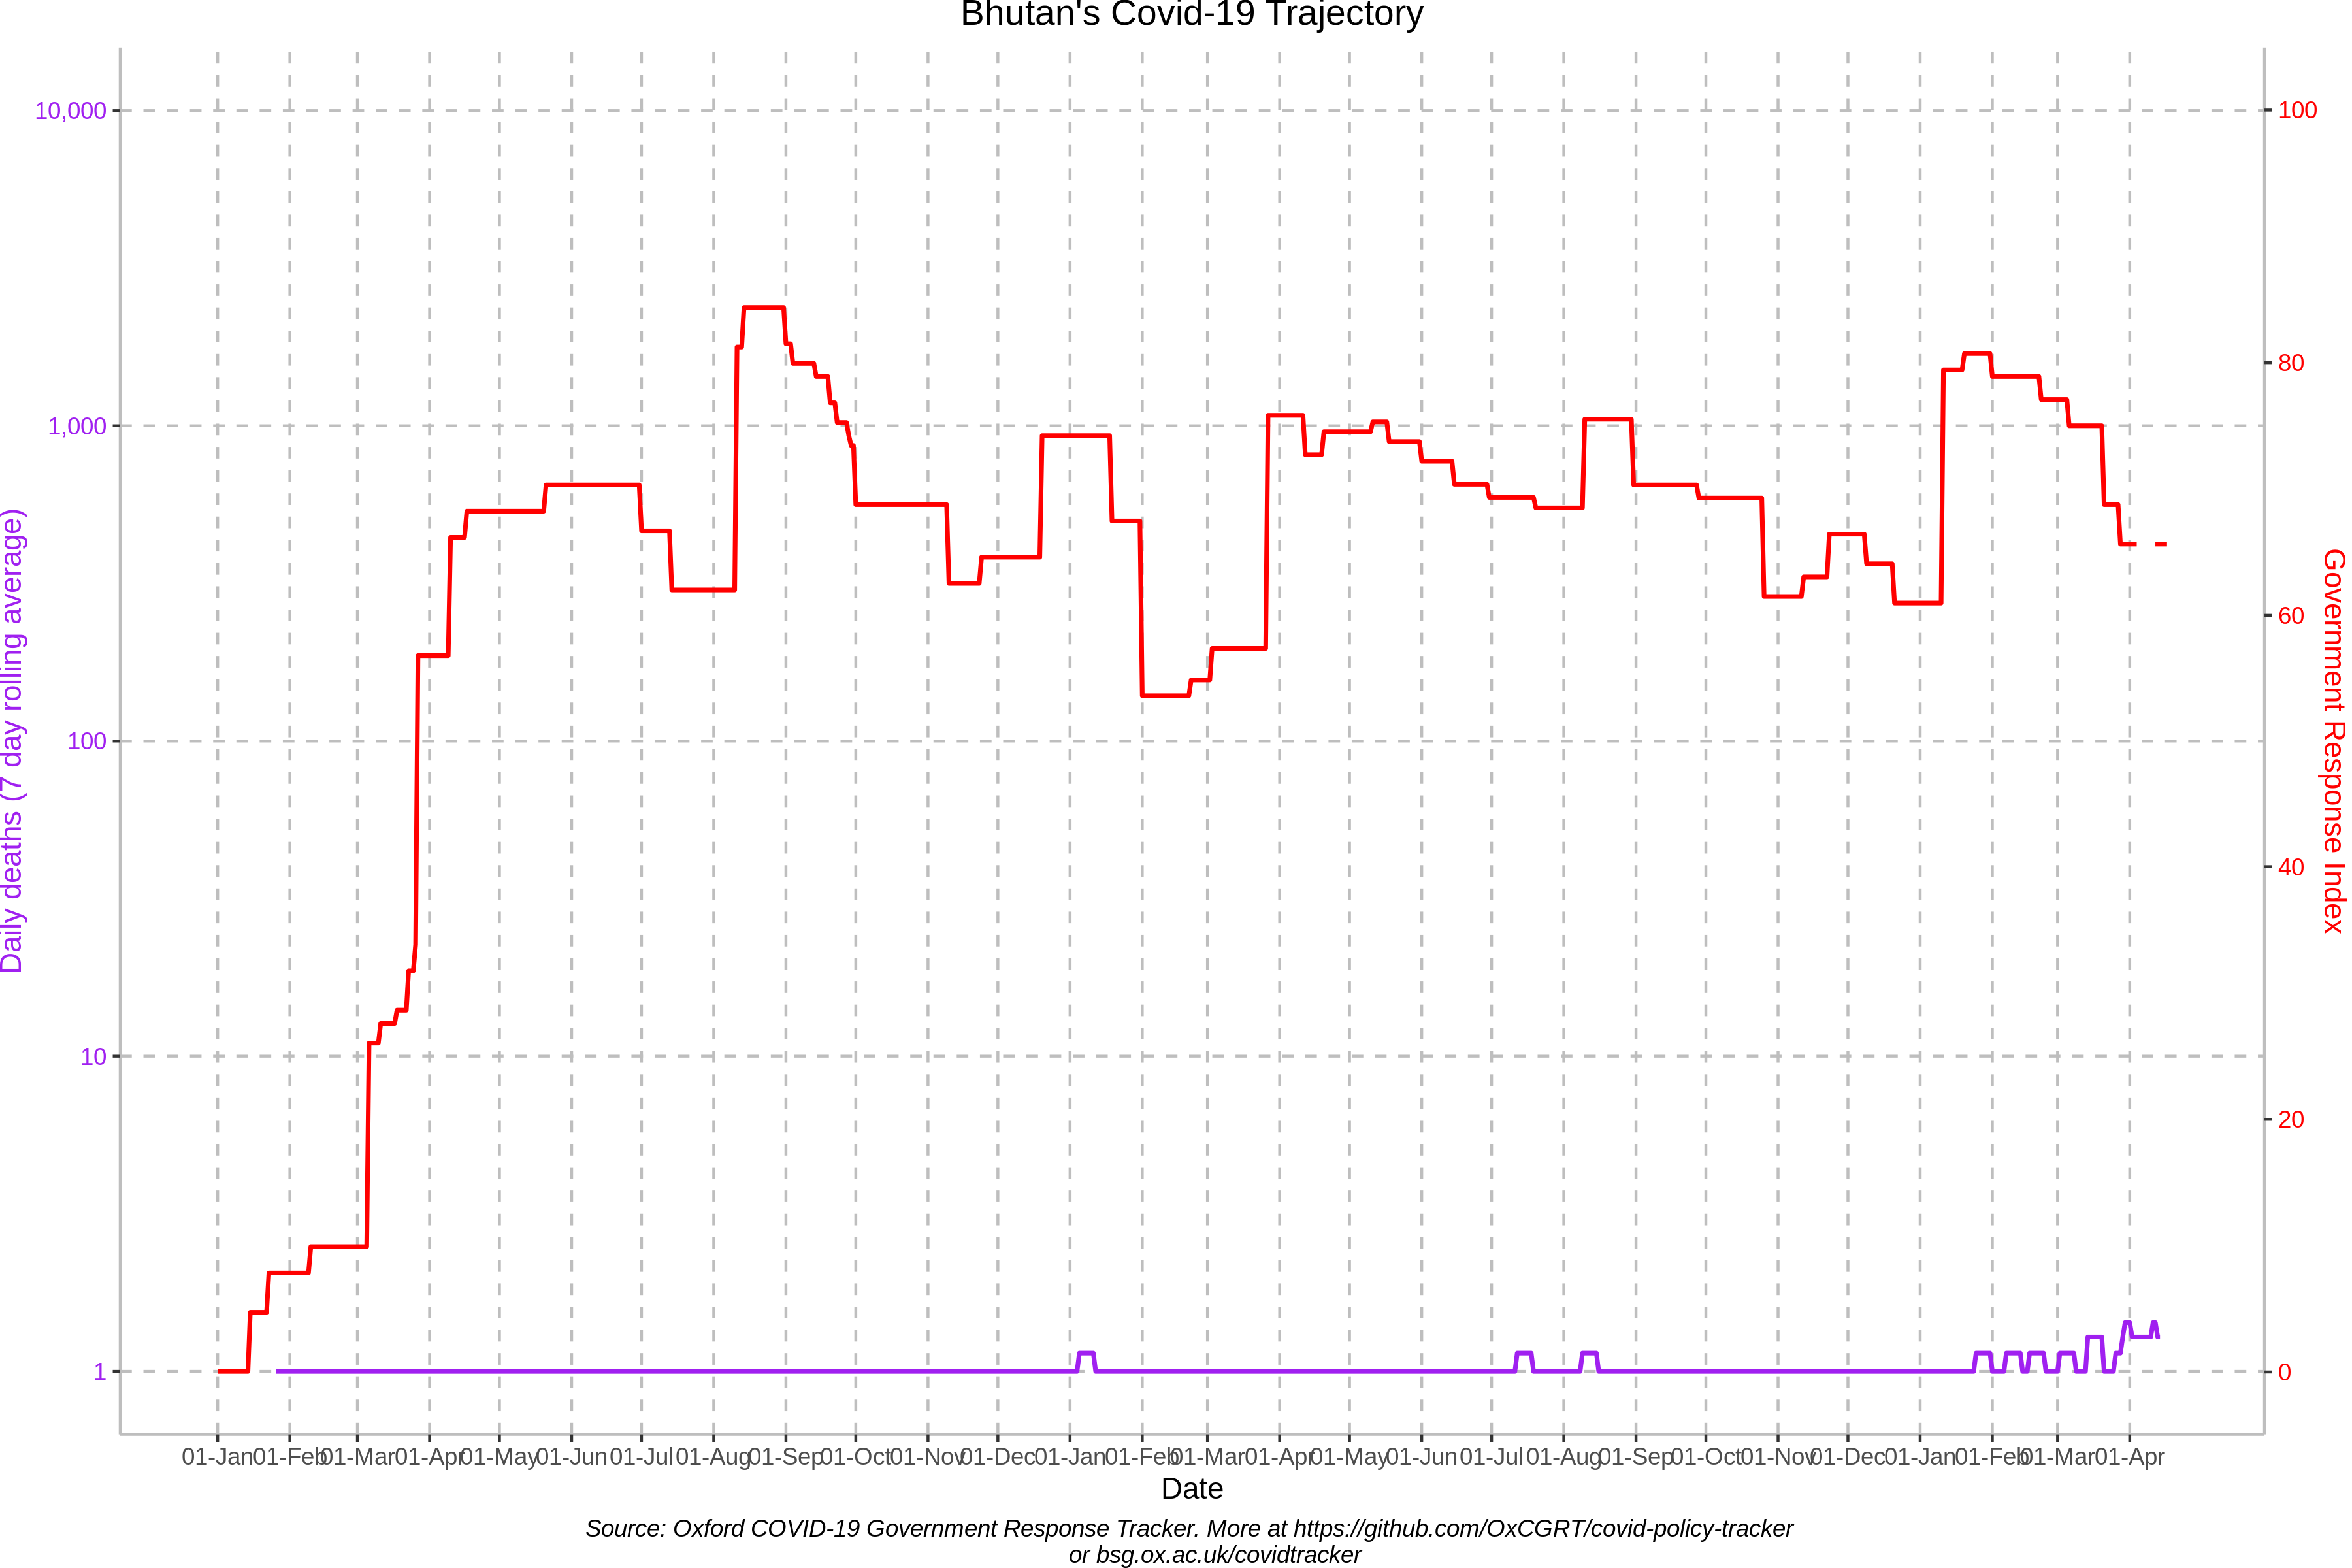 Bhutan's Covid-19 Trajectory
Daily deaths (7 day rolling average)
10,000
1,000
100
10
1
Government Response Index
100
80
60
40
20
0
01-Jan 01-Feb 01-Mar 01-Apr 01-May 01-Jun 01-Jul 01-Aug 01-Sep 01-Oct 01-Nov 01-Dec 01-Jan 01-Feb 01-Mar 01-Apr 01-May 01-Jun 01-Jul 01-Aug 01-Sep 01-Oct 01-Nov 01-Dec 01-Jan 01-Feb 01-Mar 01-Apr
Date
Source: Oxford COVID-19 Government Response Tracker. More at https://github.com/OxCGRT/covid-policy-tracker
or bsg.ox.ac.uk/covidtracker